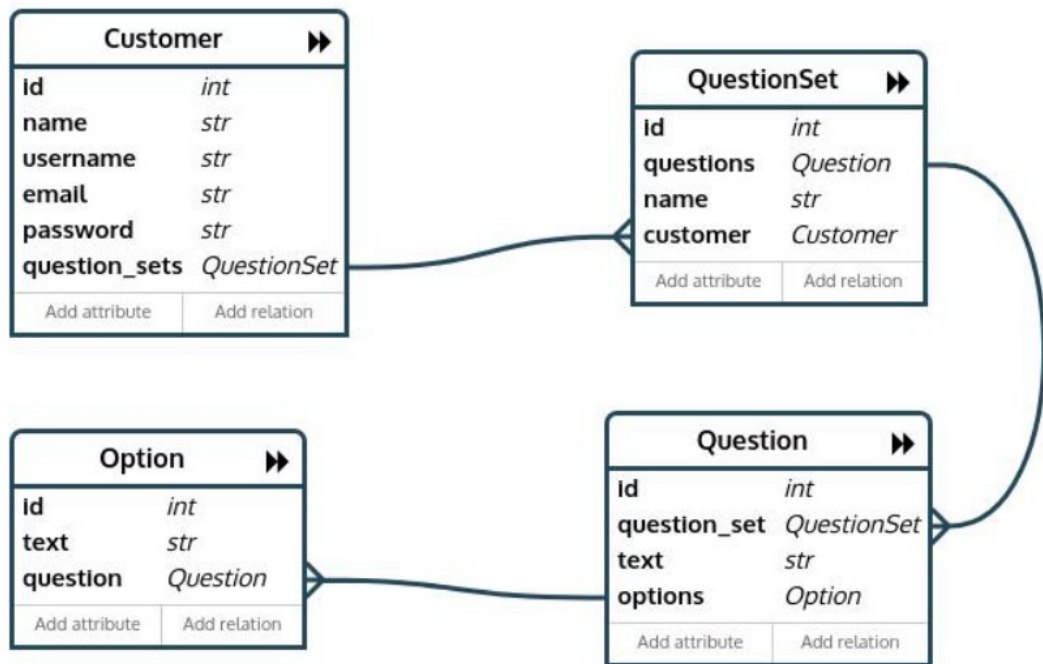 Customer
id int
name str
username str
email str
password str
question_sets QuestionSet
Add attribute Add relation
QuestionSet
id int
questions Question
name str
customer Customer
Add attribute Add relation
Option
id int
text str
question Question
Add attribute Add relation
Question
id int
question_set QuestionSet
text str
options Option
Add attribute Add relation